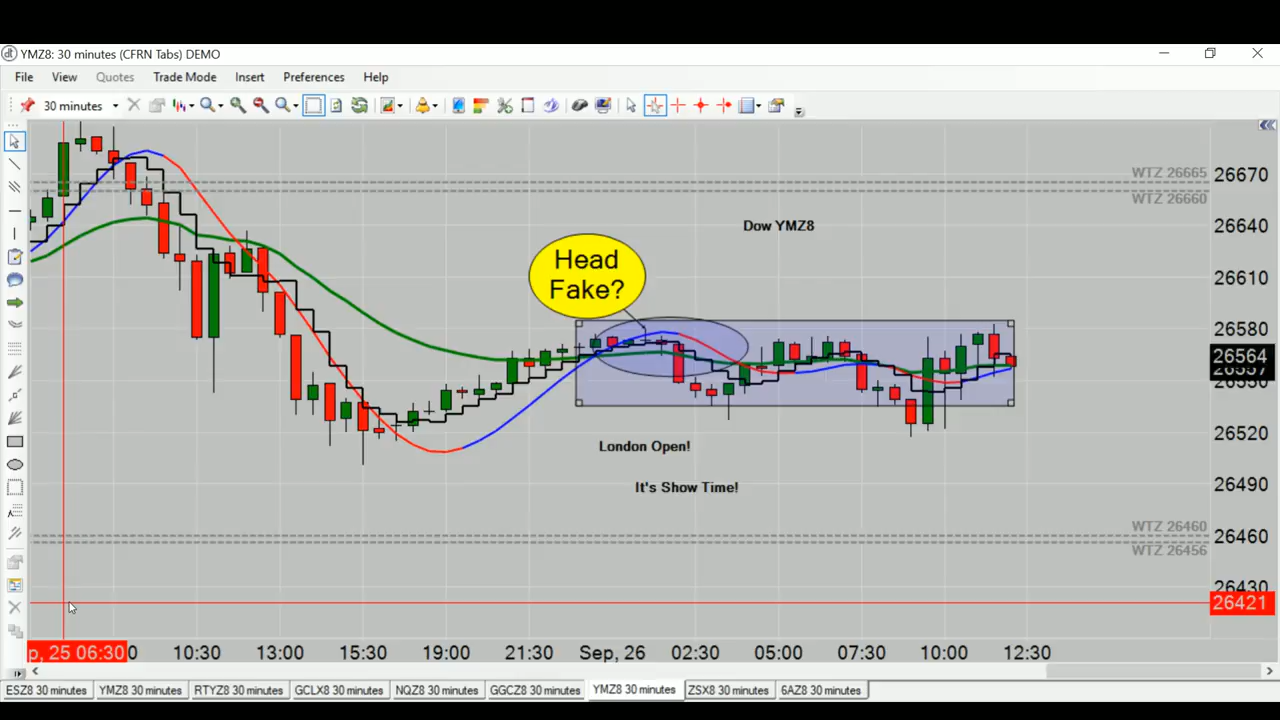 YMZ8: 30 minutes (CFRN Tabs) DEMO
File View Quotes Trade Mode Insert Preferences Help
30 minutes
WTZ 26665
26670
WTZ 26660
Dow YMZ8
26640
Head
Fake?
26610
26580
26564
26557
26550
London Open!
26520
It's Show Time!
26490
WTZ 26460
26460
WTZ 26456
26430
26421
p, 25 06:30 10:30 13:00 15:30 19:00 21:30 Sep, 26 02:30 05:00 07:30 10:00 12:30
ESZ8 30 minutes YMZ8 30 minutes RTYZ8 30 minutes GCLX8 30 minutes NQZ8 30 minutes GGCZ8 30 minutes YMZ8 30 minutes ZSX8 30 minutes 6AZ8 30 minutes